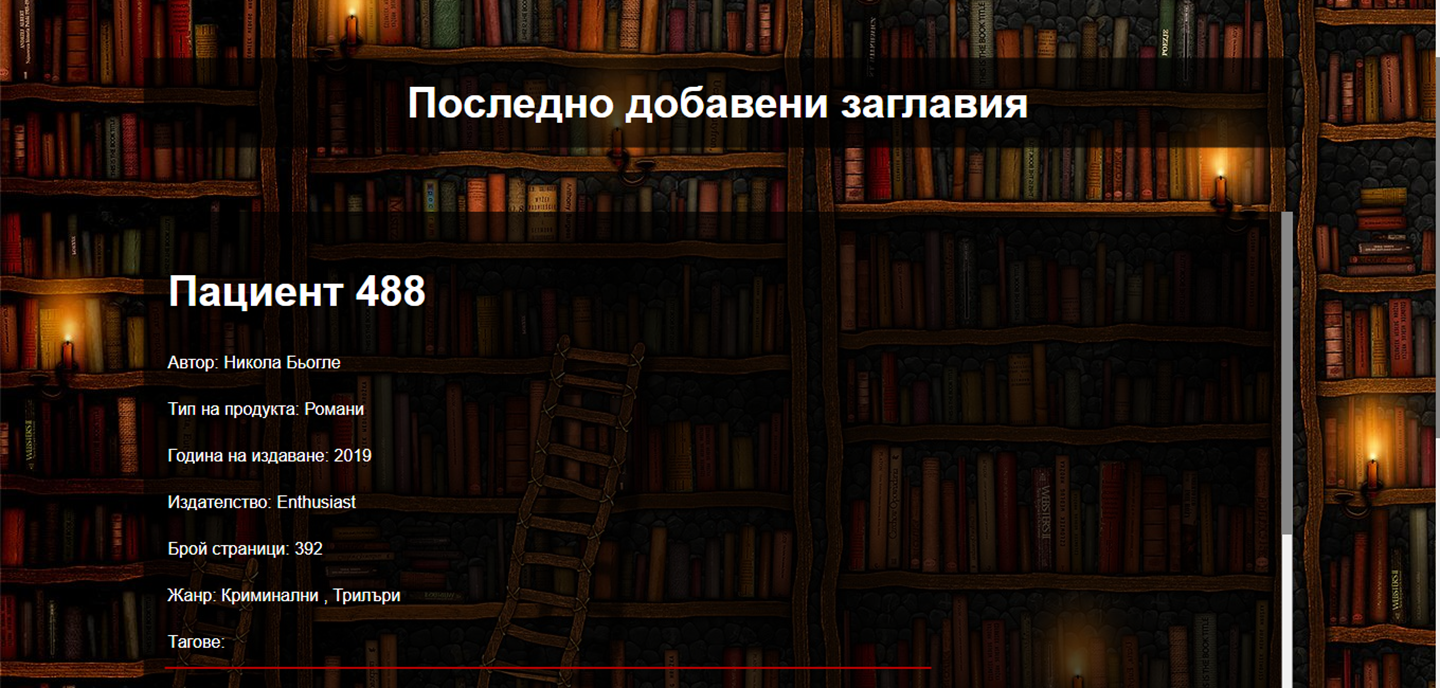 Последно добавени заглавия
Пациент 488
Автор: Никола Бьогле
Тип на продукта: Романи
Година на издаване: 2019
Издателство: Enthusiast
Брой страници: 392
Жанр: Криминални , Трилъри
Тагове: